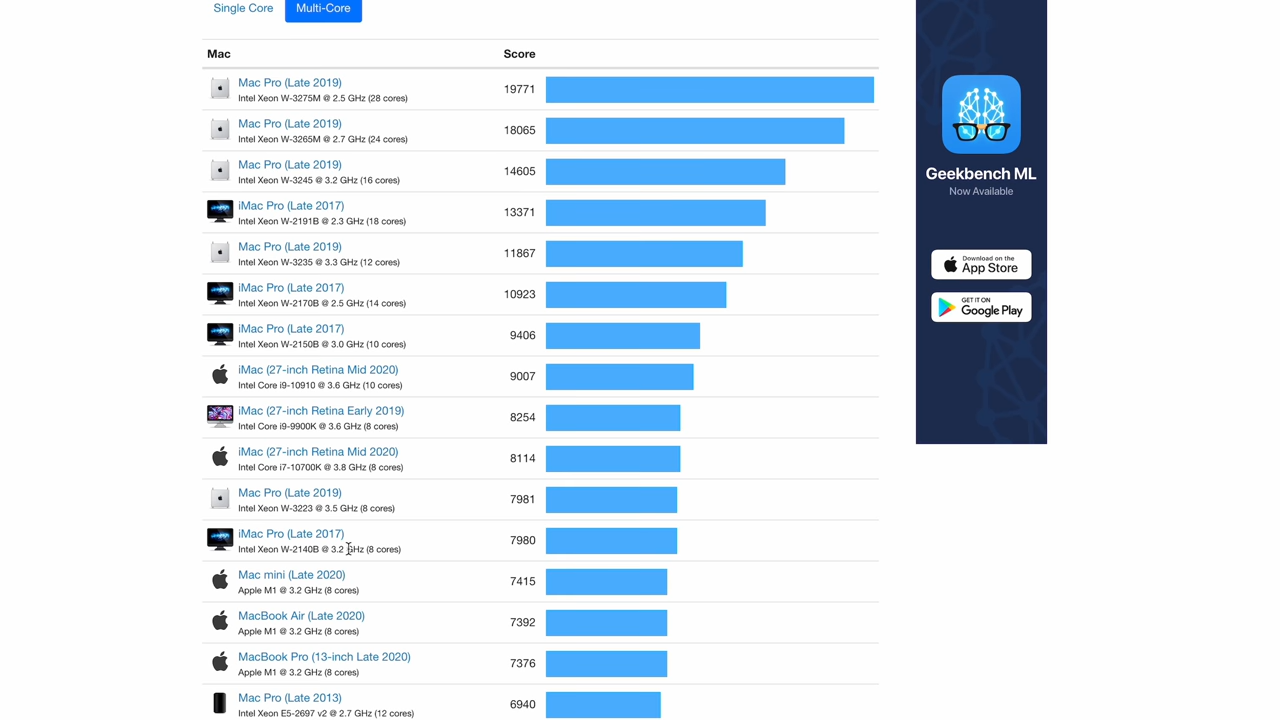 Single Core Multi-Core
Mac Score
Mac Pro (Late 2019)
Intel Xeon W-3275M @ 2.5 GHz (28 cores)
19771
Mac Pro (Late 2019)
Intel Xeon W-3265M @ 2.7 GHz (24 cores)
18065
Mac Pro (Late 2019)
Intel Xeon W-3245 @ 3.2 GHz (16 cores)
14605
iMac Pro (Late 2017)
Intel Xeon W-2191B @ 2.3 GHz (18 cores)
13371
Mac Pro (Late 2019)
Intel Xeon W-3235 @ 3.3 GHz (12 cores)
11867
iMac Pro (Late 2017)
Intel Xeon W-2170B @ 2.5 GHz (14 cores)
10923
iMac Pro (Late 2017)
Intel Xeon W-2150B @ 3.0 GHz (10 cores)
9406
iMac (27-inch Retina Mid 2020)
Intel Core i9-10910 @ 3.6 GHz (10 cores)
9007
iMac (27-inch Retina Early 2019)
Intel Core i9-9900K @ 3.6 GHz (8 cores)
8254
iMac (27-inch Retina Mid 2020)
Intel Core i7-10700K @ 3.8 GHz (8 cores)
8114
Mac Pro (Late 2019)
Intel Xeon W-3223 @ 3.5 GHz (8 cores)
7981
iMac Pro (Late 2017)
Intel Xeon W-2140B @ 3.2 GHz (8 cores)
7980
Mac mini (Late 2020)
Apple M1 @ 3.2 GHz (8 cores)
7415
MacBook Air (Late 2020)
Apple M1 @ 3.2 GHz (8 cores)
7392
MacBook Pro (13-inch Late 2020)
Apple M1 @ 3.2 GHz (8 cores)
7376
Mac Pro (Late 2013)
Intel Xeon E5-2697 v2 @ 2.7 GHz (12 cores)
6940
Geekbench ML
Now Available
Download on the
App Store
GET IT ON
Google Play